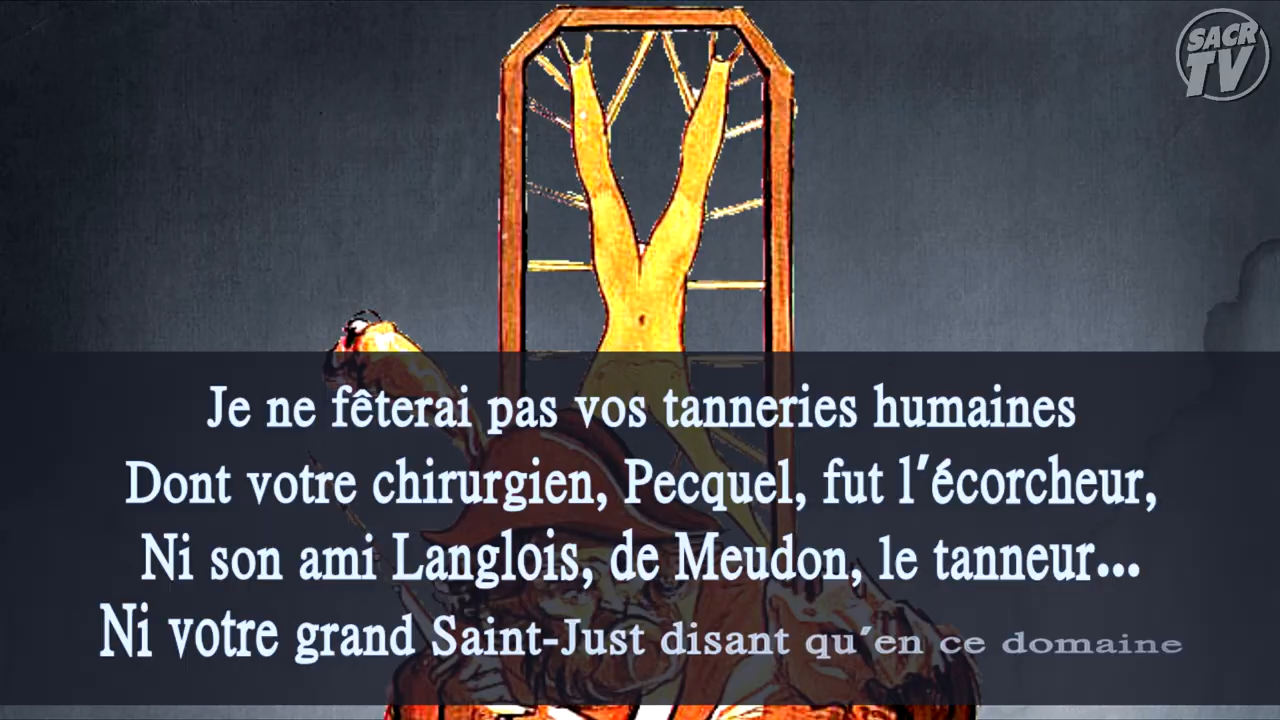 SACR
TV
Je ne fêterai pas vos tanneries humaines
Dont votre chirurgien, Pecquel, fut l'écorcheur,
Ni son ami Langlois, de Meudon, le tanneur...
Ni votre grand Saint-Just disant qu'en ce domaine